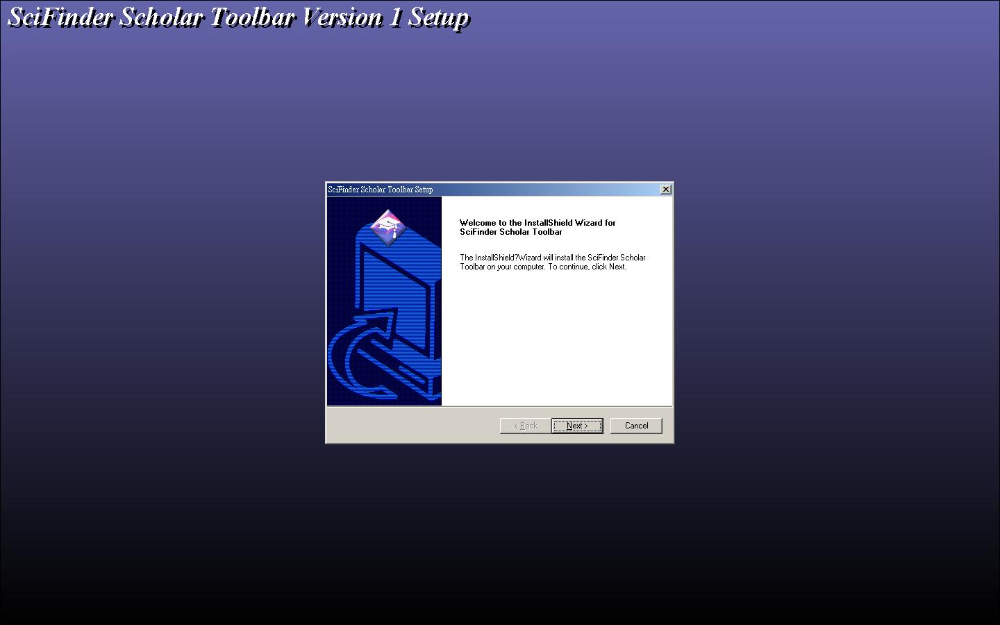 SciFinder Scholar Toolbar Version 1 Setup
SciFinder Scholar Toolbar Setup
Welcome to the InstallShield Wizard for
SciFinder Scholar Toolbar
The InstallShield?Wizard will install the SciFinder Scholar
Toolbar on your computer. To continue, click Next.
< Back
Next >
Cancel